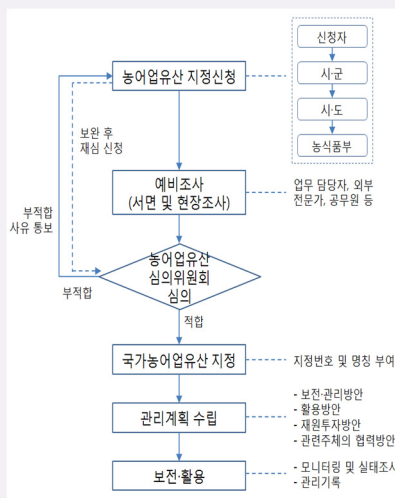 농어업유산 지정신청
신청자
시·군
시·도
농식품부
보완 후
재심 신청
예비조사
(서면 및 현장조사)
업무 담당자, 외부
전문가, 공무원 등
부적합
사유 통보
농어업유산
심의위원회
심의
부적합
적합
국가농어업유산 지정
지정번호 및 명칭 부여
관리계획 수립
- 보전·관리방안
- 활용방안
- 재원투자방안
- 관련주체의 협력방안
보전·활용
- 모니터링 및 실태조사
- 관리기록